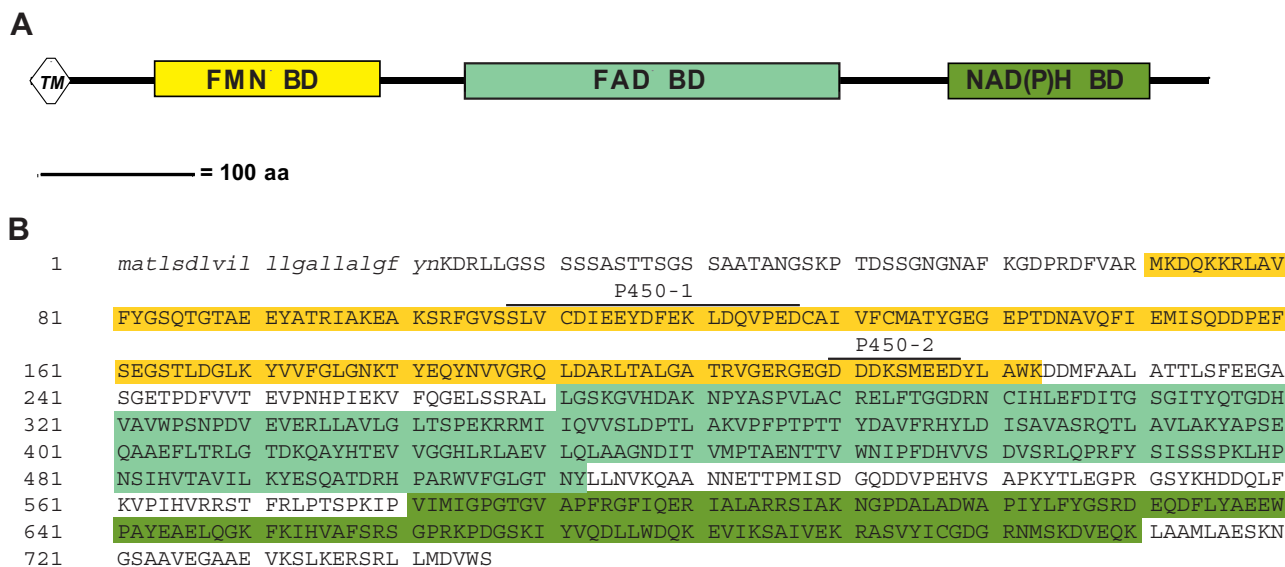 A
TM FMN BD FAD BD NAD(P)H BD
= 100 aa
B
1 matlsdlvil llgallalgf ynKDRLLGSS SSSSASTTSGS SAATANGSKP TDSSGNGNAF KGDPRDFVAR MKDQKKRLAV
P450-1
81 FYGSQTGTAE EYATRIAKEA KSRFGVSSLV CDIEEYDFEK LDQVPEDCAI VFCMATYGEG EPTDNAVQFI EMISQDDPEF
P450-2
161 SEGSTLDGLK YVVFGLGNKT YEQYNVVGRQ LDARLTALGA TRVGERGEGD DDKSMEEDYL AWKDDMFAAL ATTLSFEEGA
241 SGETPDFVVT EVPNHPIEKV FQGELSSRAL LGSKGVHDAK NPYASPVLAC RELFTGGDRN CIHLEFDITG SGITYQTGDH
321 VAVWPSNPDV EVERLLAVLG LTSPEKRRMI IQVVSLDPTL AKVPFPTPTT YDAVFRHYLD ISAVASRQTL AVLAKYAPSE
401 QAAEFLTRLG TDKQAYHTEV VGGHLRLAEV LQLAAGNDIT VMPTAENTTV WNIPFDHVVS DVSRLQPRFY SISSSPKLHP
481 NSIHVTAVIL KYESQATDRH PARWVFGLGT NYLLNVKQAA NNETTPMISD GQDDVPEHVS APKYTLEGPR GSYKHDDQLF
561 KVPIHVRRST FRLPTSPKIP VIMIGPGTGV APFRGFIQER IALARRSIAK NGPDALADWA PIYLFYGSRD EQDFLYAEEW
641 PAYEAELQGK FKIHVAFSRS GPRKPDGSKI YVQDLLWDQK EVIKSAIVEK RASVYICGDG RNMSKDVEQK LAAMLAESKN
721 GSAAVEGAAE VKSLKERSRL LMDVWS